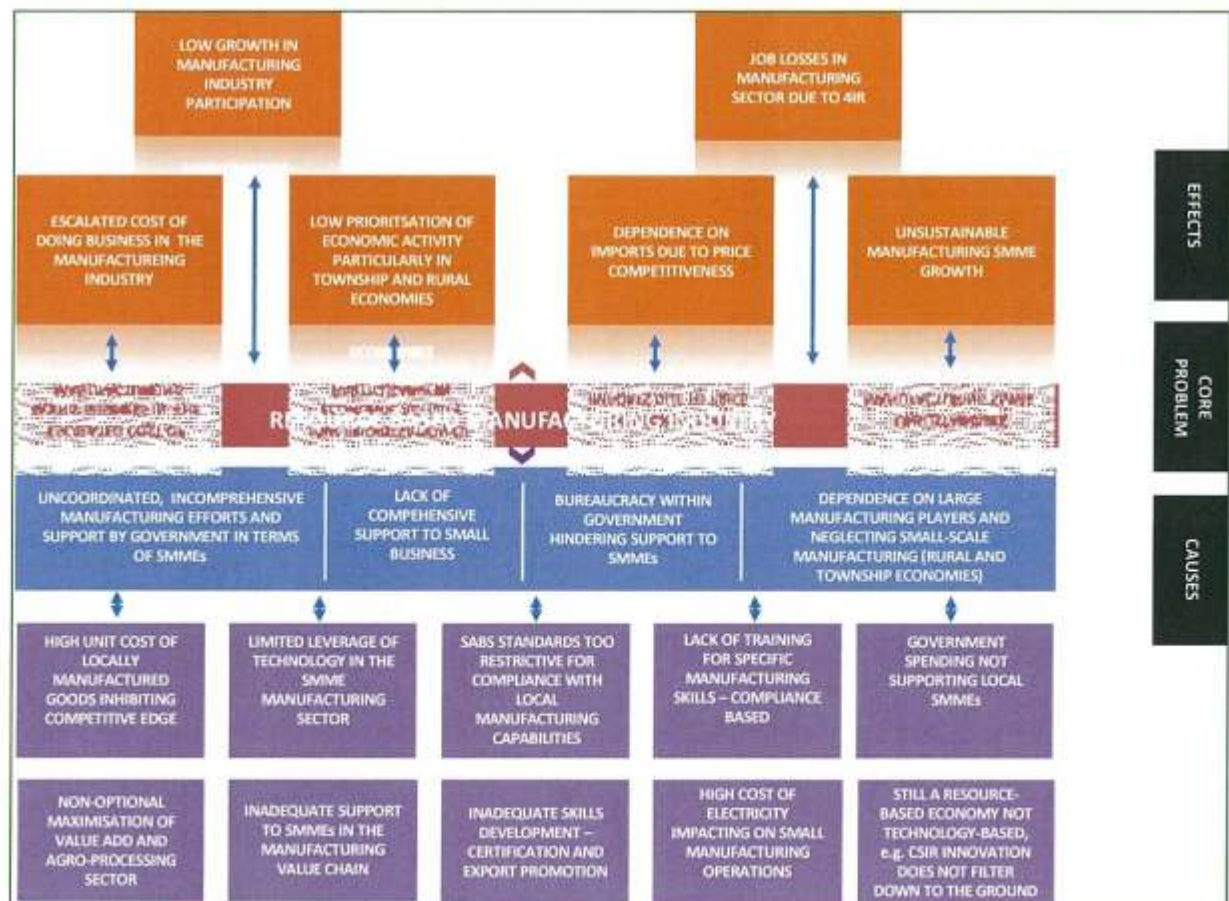 LOW GROWTH IN
MANUFACTURING
INDUSTRY
PARTICIPATION
JOB LOSSES IN
MANUFACTURING
SECTOR DUE TO 4IR
ESCALATED COST OF
DOING BUSINESS IN THE
MANUFACTUREING
INDUSTRY
LOW PRIORITSATION OF
ECONOMIC ACTIVITY
PARTICULARLY IN
TOWNSHIP AND RURAL
ECONOMIES
DEPENDENCE ON
IMPORTS DUE TO PRICE
COMPETITIVENESS
UNSUSTAINABLE
MANUFACTURING SMME
GROWTH
EFFECTS
MANUFACTURING
CORE
PROBLEM
UNCOORDINATED, INCOMPREHENSIVE
MANUFACTURING EFFORTS AND
SUPPORT BY GOVERNMENT IN TERMS
OF SMMEs
LACK OF
COMPEHENSIVE
SUPPORT TO SMALL
BUSINESS
BUREAUCRACY WITHIN
GOVERNMENT
HINDERING SUPPORT TO
SMMEs
DEPENDENCE ON LARGE
MANUFACTURING PLAYERS AND
NEGLECTING SMALL-SCALE
MANUFACTURING (RURAL AND
TOWNSHIP ECONOMIES)
CAUSES
HIGH UNIT COST OF
LOCALLY
MANUFACTURED
GOODS INHIBITING
COMPETITIVE EDGE
LIMITED LEVERAGE OF
TECHNOLOGY IN THE
SMME
MANUFACTURING
SECTOR
SABS STANDARDS TOO
RESTRICTIVE FOR
COMPLIANCE WITH
LOCAL
MANUFACTURING
CAPABILITIES
LACK OF TRAINING
FOR SPECIFIC
MANUFACTURING
SKILLS – COMPLIANCE
BASED
GOVERNMENT
SPENDING NOT
SUPPORTING LOCAL
SMMEs
NON-OPTIONAL
MAXIMISATION OF
VALUE ADD AND
AGRO-PROCESSING
SECTOR
INADEQUATE SUPPORT
TO SMMEs IN THE
MANUFACTURING
VALUE CHAIN
INADEQUATE SKILLS
DEVELOPMENT –
CERTIFICATION AND
EXPORT PROMOTION
HIGH COST OF
ELECTRICITY
IMPACTING ON SMALL
MANUFACTURING
OPERATIONS
STILL A RESOURCE-
BASED ECONOMY NOT
TECHNOLOGY-BASED,
e.g. CSIR INNOVATION
DOES NOT FILTER
DOWN TO THE GROUND